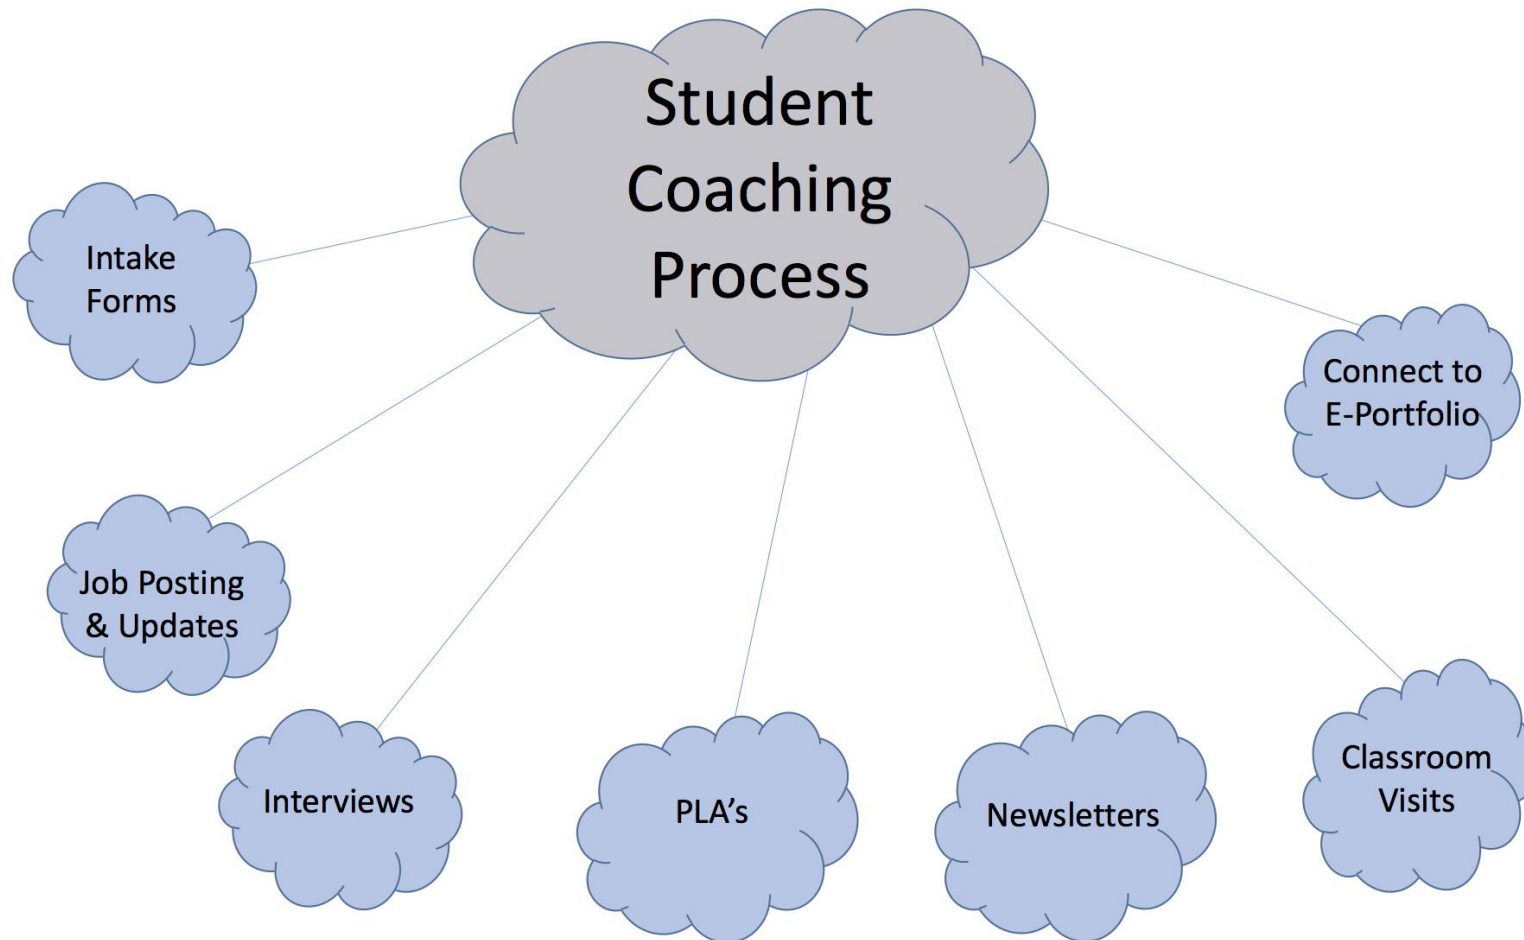 Student
Coaching
Process
Intake
Forms
Connect to
E-Portfolio
Job Posting
& Updates
Interviews
PLA’s
Newsletters
Classroom
Visits